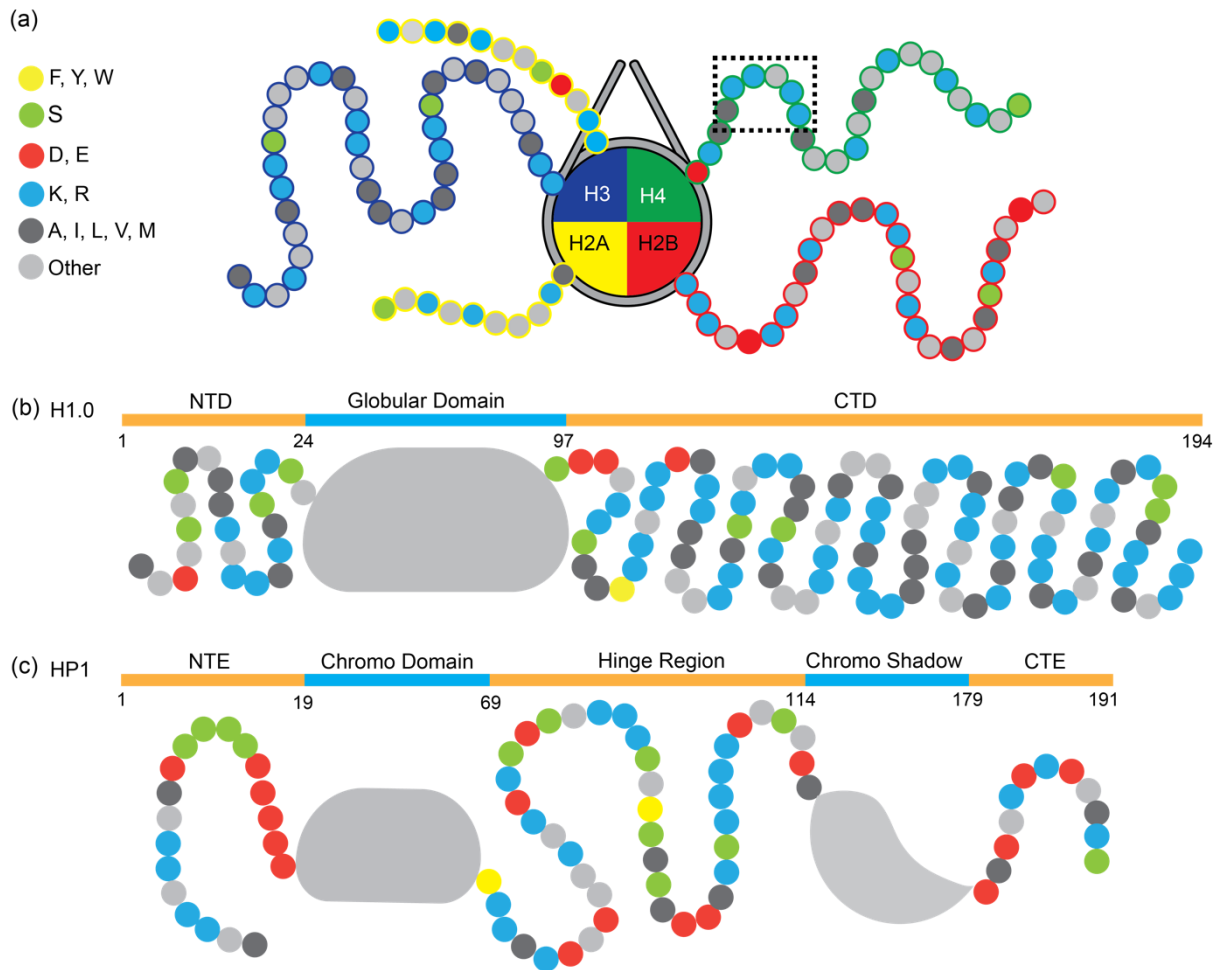 (a)
F, Y, W
S
D, E
K, R
A, I, L, V, M
Other
H3 H4
H2A H2B
(b) H1.0 NTD Globular Domain CTD
1 24 97 194
(c) HP1 NTE Chromo Domain Hinge Region Chromo Shadow CTE
1 19 69 114 179 191